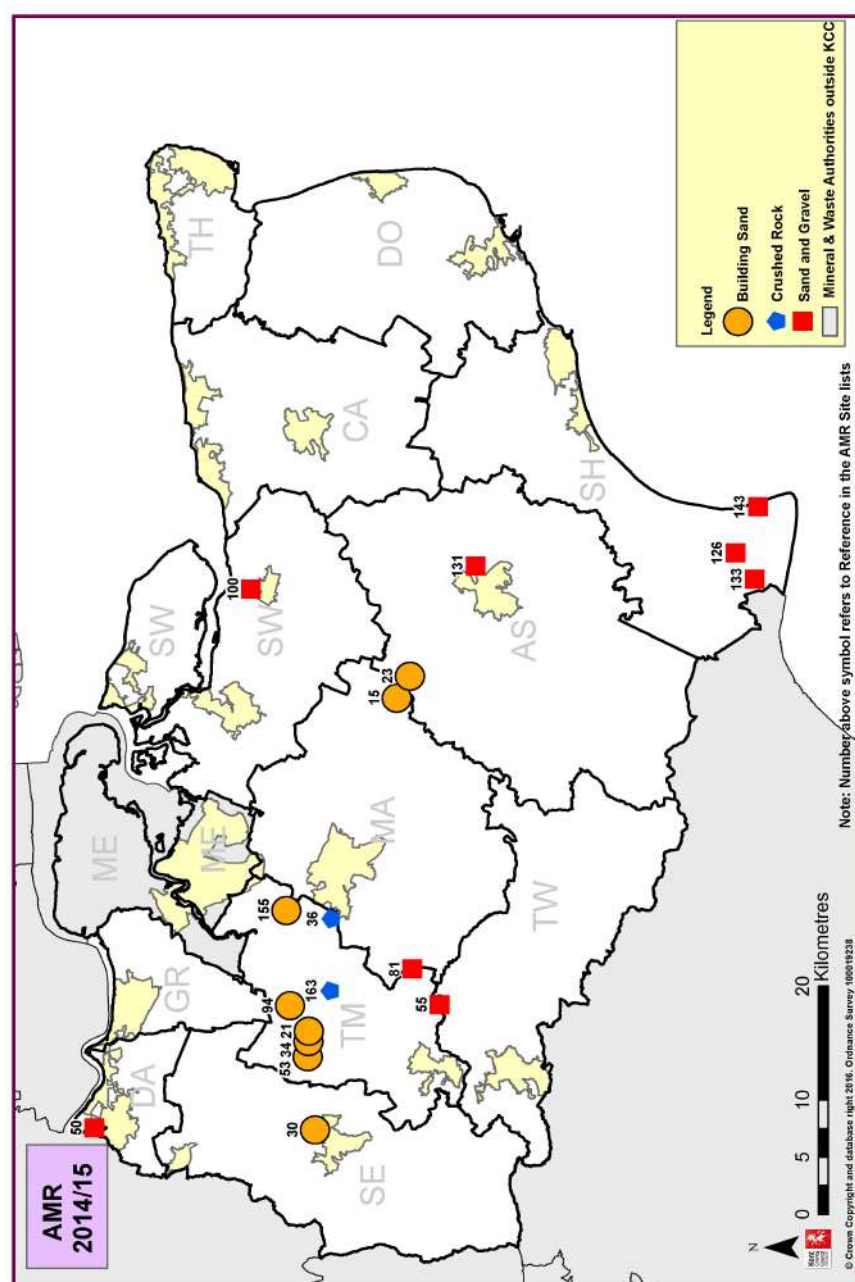 AMR
2014/15
50
DA
GR
ME
ME
SW
SW
100
TH
CA
DO
SE
30
53
34
21
94
163
TM
155
36
MA
81
55
TW
15
23
AS
131
SH
126
133
143
Legend
Building Sand
Crushed Rock
Sand and Gravel
Mineral & Waste Authorities outside KCC
N
0
5
10
20
Kilometres
Kent
Note: Number above symbol refers to Reference in the AMR Site lists
© Crown Copyright and database right 2016. Ordnance Survey 100019238